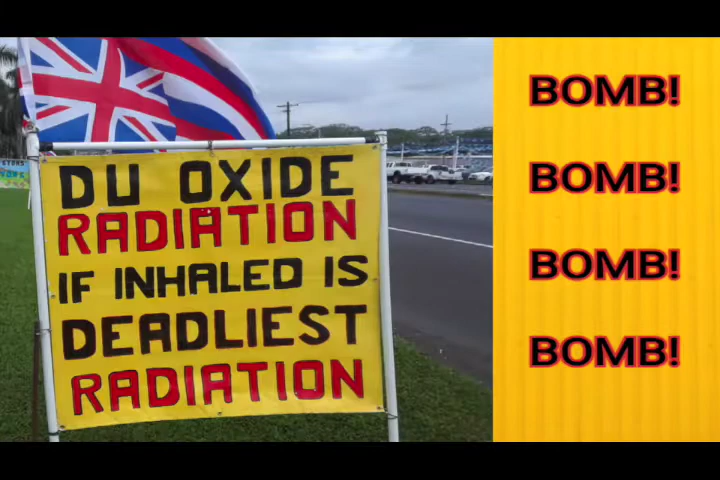 DU OXIDE
RADIATION
IF INHALED IS
DEADLIEST
RADIATION
BOMB!
BOMB!
BOMB!
BOMB!